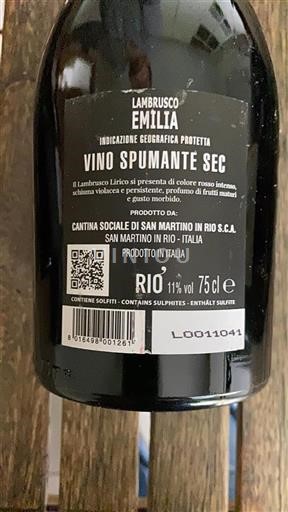 LAMBRUSCO
EMILIA
INDICAZIONE GEOGRAFICA PROTETTA
VINO SPUMANTE SEC
Il Lambrusco Lirico si presenta di colore rosso intenso,
schiuma violacea e persistente, profumo di frutti maturi
e gusto morbido.
PRODOTTO DA:
CANTINA SOCIALE DI SAN MARTINO IN RIO S.C.A.
SAN MARTINO IN RIO - ITALIA
PRODOTTO IN ITALIA
RIO' 11% vol 75 cl e
CONTIENE SOLFITI - CONTAINS SULPHITES - ENTHÄLT SULFITE
L0011041
8 016498 001261